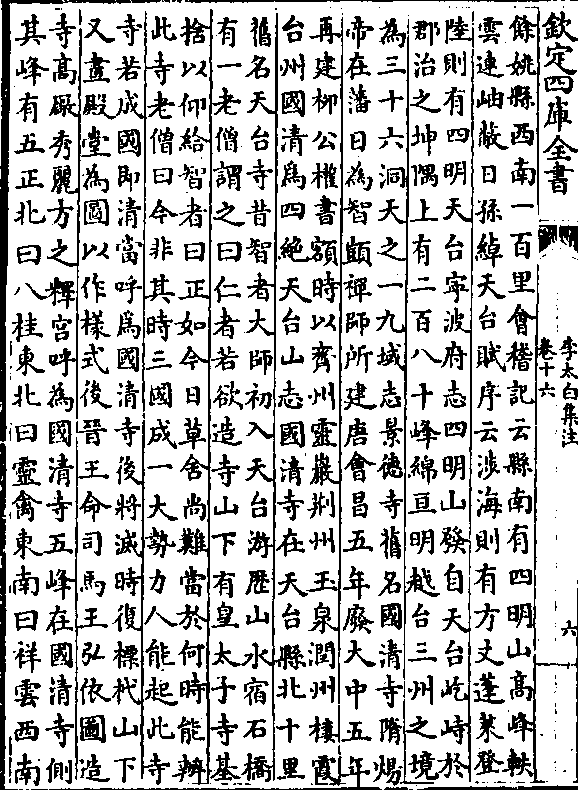 欽定四庫全書
李太白集注
卷十六
六
餘姚縣西南一百里會稽記云縣南有四明山高峰軼
雲連岫蔽日孫綽天台賦序云涉海則有方丈蓬萊登
陸則有四明天台寧波府志四明山發自天台屹峙於
郡治之坤隅上有二百八十峰綿亘明越台三州之境
為三十六洞天之一九域志景德寺舊名國清寺隋煬
帝在藩日為智顗禪師所建唐會昌五年廢大中五年
再建柳公權書額時以齊州靈巖荆州玉泉潤州棲霞
台州國清爲四絶天台山志國清寺在天台縣北十里
舊名天台寺昔智者大師初入天台游歷山水宿石橋
有一老僧謂之曰仁者若欲造寺山下有皇太子寺基
捨以仰給智者曰正如今日草舍尚難當於何時能辦
此寺老僧曰今非其時三國成一大勢力人能起此寺
寺若成國即清當呼爲國清寺後將滅時復標杙山下
又畫殿堂為圖以作様式後晉王命司馬王弘依圖造
寺高厰秀麗方之釋宫呼為國清寺五峰在國清寺側
其峰有五正北曰八桂東北曰靈禽東南曰祥雲西南